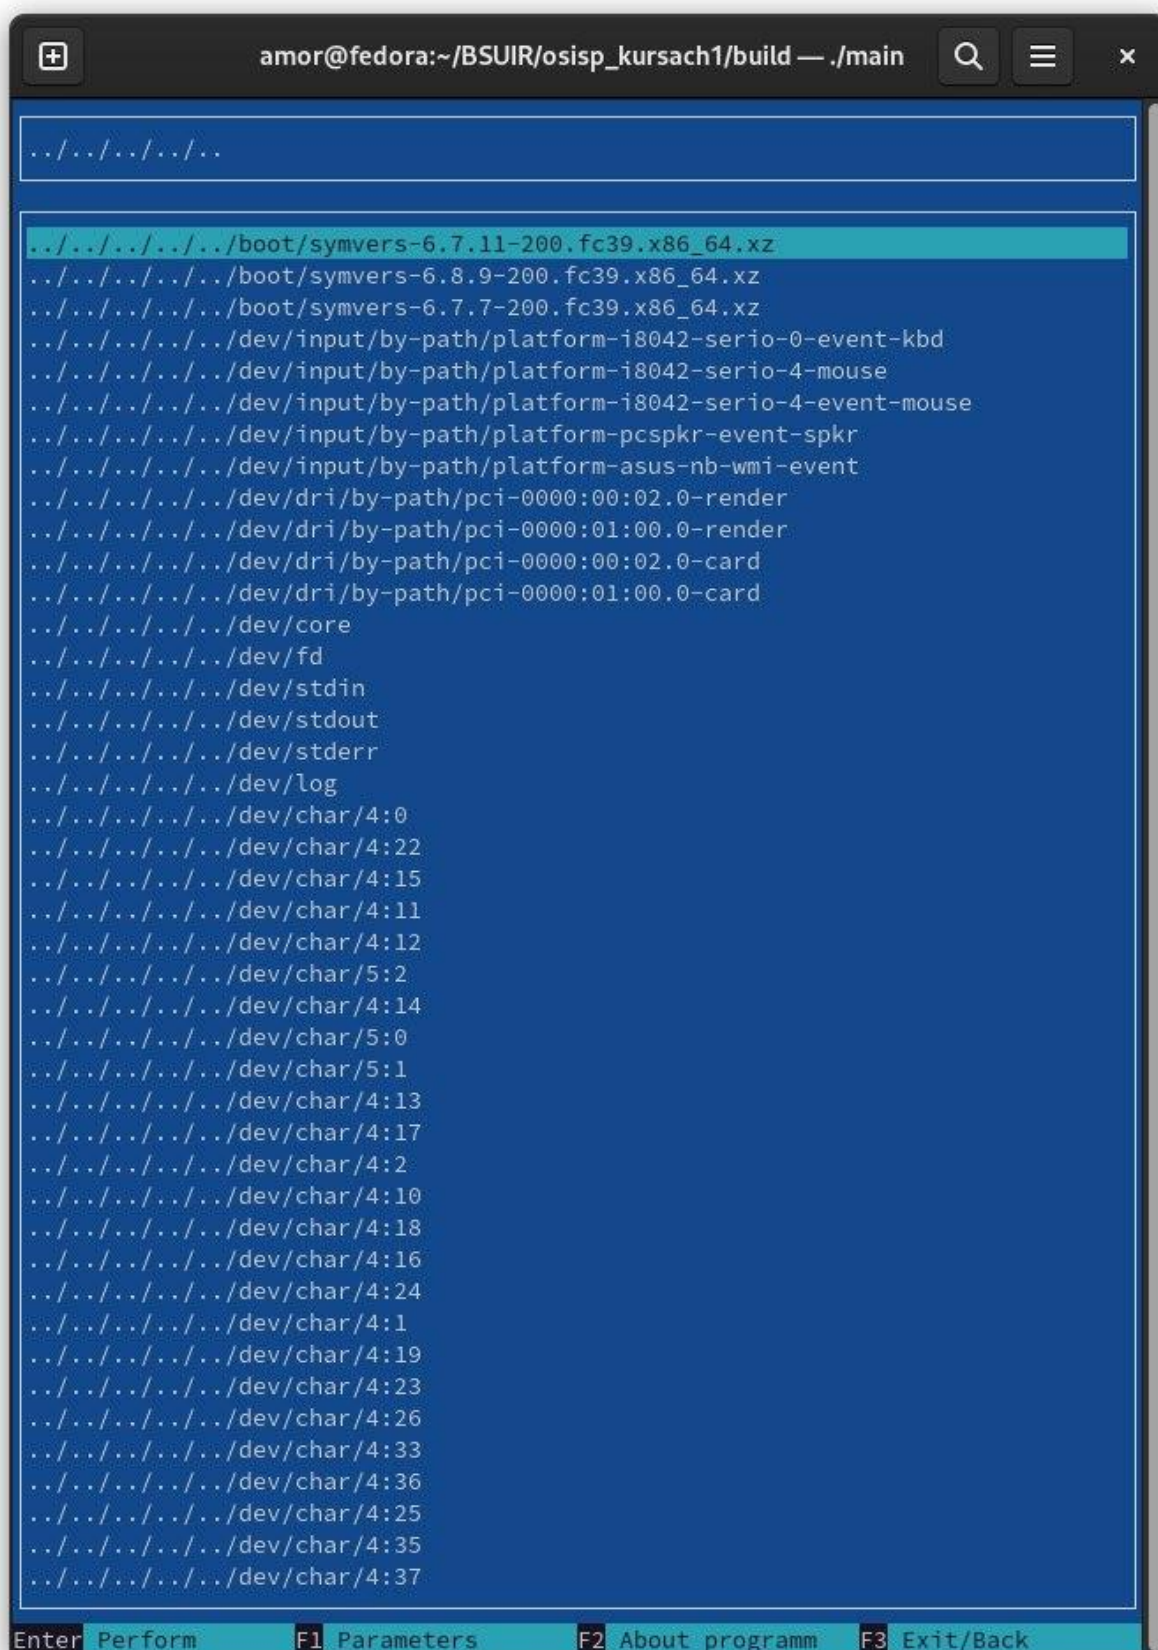 amor@fedora:~/BSUIR/osisp_kursach1/build — ./main
../../../../..
../../../../../boot/symvers-6.7.11-200.fc39.x86_64.xz
../../../../../boot/symvers-6.8.9-200.fc39.x86_64.xz
../../../../../boot/symvers-6.7.7-200.fc39.x86_64.xz
../../../../../dev/input/by-path/platform-i8042-serio-0-event-kbd
../../../../../dev/input/by-path/platform-i8042-serio-4-mouse
../../../../../dev/input/by-path/platform-i8042-serio-4-event-mouse
../../../../../dev/input/by-path/platform-pcspkr-event-spkr
../../../../../dev/input/by-path/platform-asus-nb-wmi-event
../../../../../dev/dri/by-path/pci-0000:00:02.0-render
../../../../../dev/dri/by-path/pci-0000:01:00.0-render
../../../../../dev/dri/by-path/pci-0000:00:02.0-card
../../../../../dev/dri/by-path/pci-0000:01:00.0-card
../../../../../dev/core
../../../../../dev/fd
../../../../../dev/stdin
../../../../../dev/stdout
../../../../../dev/stderr
../../../../../dev/log
../../../../../dev/char/4:0
../../../../../dev/char/4:22
../../../../../dev/char/4:15
../../../../../dev/char/4:11
../../../../../dev/char/4:12
../../../../../dev/char/5:2
../../../../../dev/char/4:14
../../../../../dev/char/5:0
../../../../../dev/char/5:1
../../../../../dev/char/4:13
../../../../../dev/char/4:17
../../../../../dev/char/4:2
../../../../../dev/char/4:10
../../../../../dev/char/4:18
../../../../../dev/char/4:16
../../../../../dev/char/4:24
../../../../../dev/char/4:1
../../../../../dev/char/4:19
../../../../../dev/char/4:23
../../../../../dev/char/4:26
../../../../../dev/char/4:33
../../../../../dev/char/4:36
../../../../../dev/char/4:25
../../../../../dev/char/4:35
../../../../../dev/char/4:37
Enter Perform F1 Parameters F2 About programm F3 Exit/Back